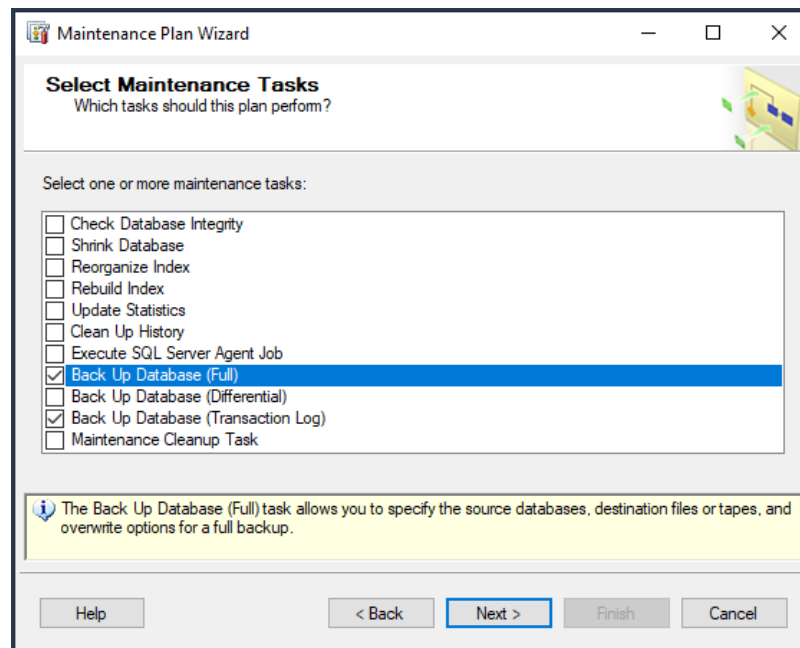 Maintenance Plan Wizard
Select Maintenance Tasks
Which tasks should this plan perform?
Select one or more maintenance tasks:
Check Database Integrity
Shrink Database
Reorganize Index
Rebuild Index
Update Statistics
Clean Up History
Execute SQL Server Agent Job
Back Up Database (Full)
Back Up Database (Differential)
Back Up Database (Transaction Log)
Maintenance Cleanup Task
The Back Up Database (Full) task allows you to specify the source databases, destination files or tapes, and
overwrite options for a full backup.
Help
< Back
Next >
Finish
Cancel